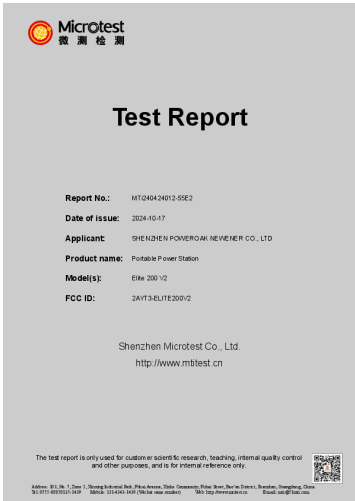 Microtest
微测检测
Test Report
Report No.: MTi240424012-55E2
Date of issue: 2024-10-17
Applicant: SHENZHEN POWEROAK NEWENER CO., LTD
Product name: Portable Power Station
Model(s): Elite 200 V2
FCC ID: 2AYT3-ELITE200V2
Shenzhen Microtest Co., Ltd.
http://www.mtitest.cn
The test report is only used for customer scientific research, teaching, internal quality control
and other purposes, and is for internal reference only.